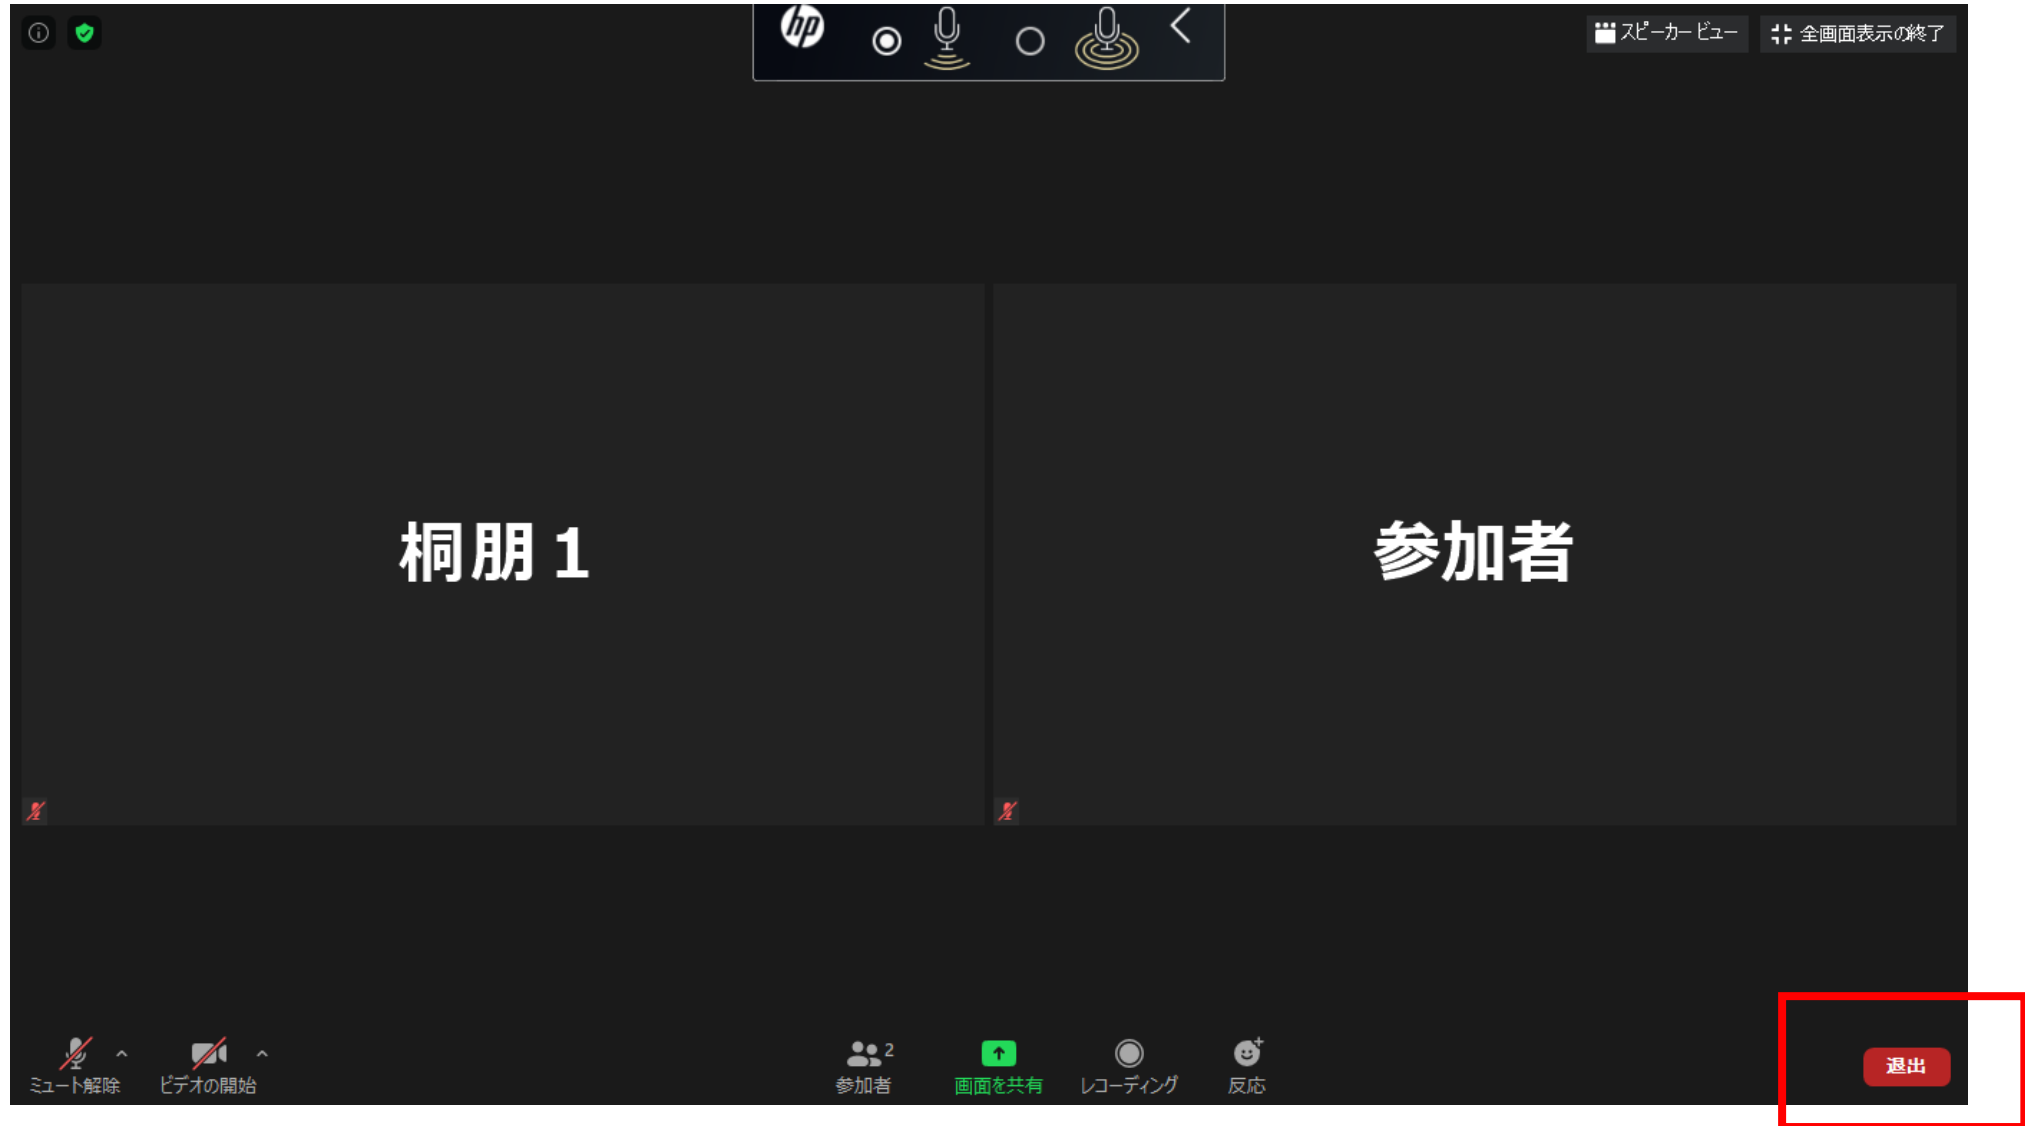 hp
スピーカー ビュー
全画面表示の終了
桐朋１
参加者
ミュート解除
ビデオの開始
2
参加者
画面を共有
レコーディング
反応
退出